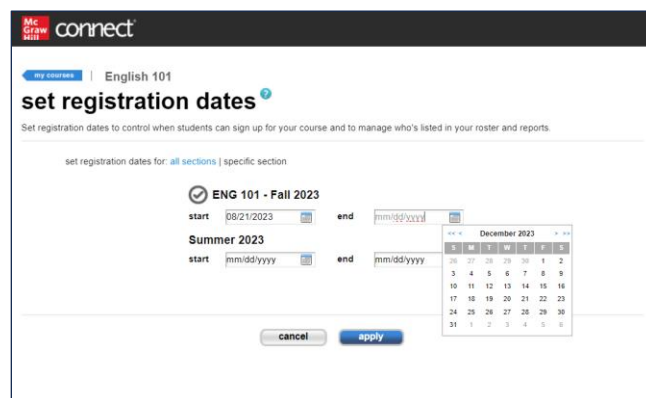 Mc
Graw
Hill connect
my courses | English 101
set registration dates ?
Set registration dates to control when students can sign up for your course and to manage who's listed in your roster and reports.
set registration dates for: all sections | specific section
ENG 101 - Fall 2023
start 08/21/2023 end mm/dd/yyyy
<< < December 2023 > >>
S M T W T F S
26 27 28 29 30 1 2
3 4 5 6 7 8 9
10 11 12 13 14 15 16
17 18 19 20 21 22 23
24 25 26 27 28 29 30
31 1 2 3 4 5 6
Summer 2023
start mm/dd/yyyy end mm/dd/yyyy
cancel apply